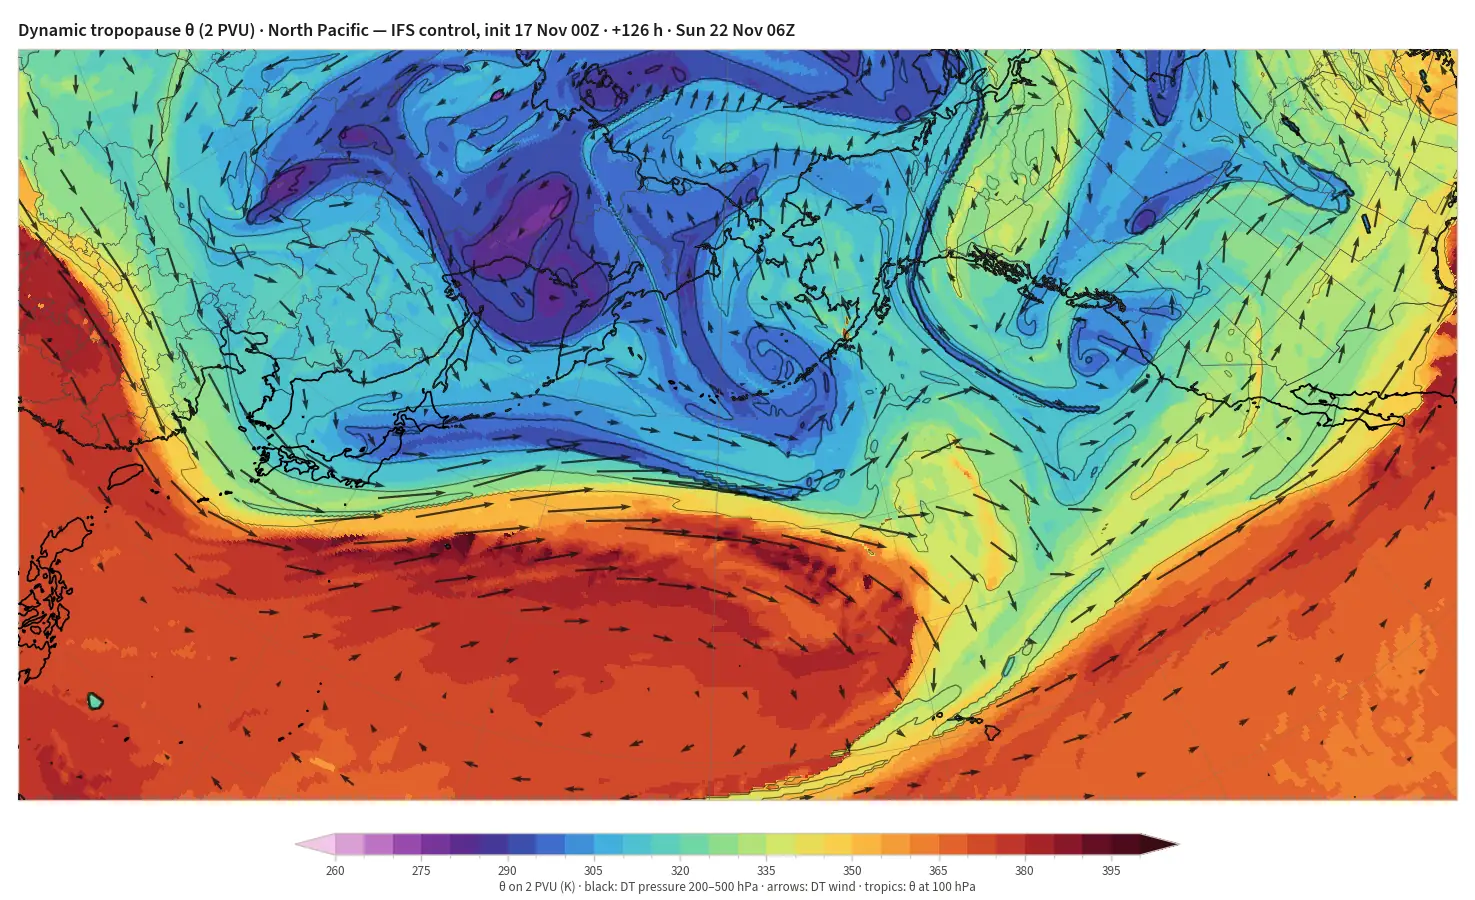 Dynamic tropopause θ (2 PVU) · North Pacific — IFS control, init 17 Nov 00Z · +126 h · Sun 22 Nov 06Z
260 275 290 305 320 335 350 365 380 395
θ on 2 PVU (K) · black: DT pressure 200–500 hPa · arrows: DT wind · tropics: θ at 100 hPa